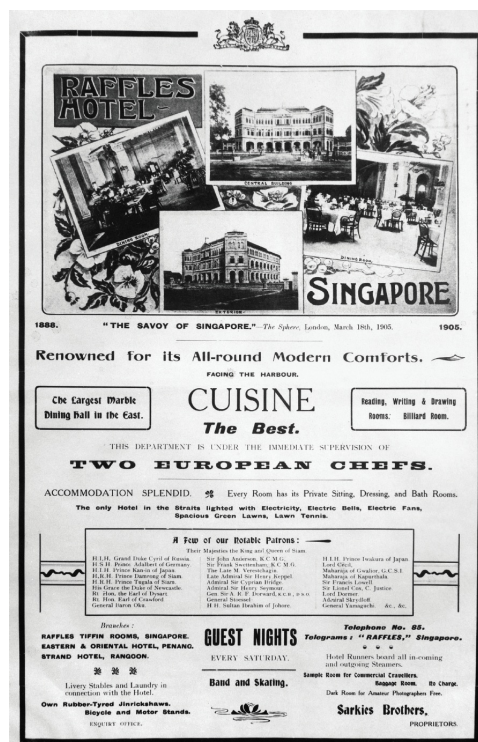 RAFFLES
HOTEL
CENTRAL BUILDING
DINING ROOM
DINING ROOM
EXTERIOR
SINGAPORE
1888. "THE SAVOY OF SINGAPORE."—The Sphere, London, March 18th, 1905. 1905.
Renowned for its All-round Modern Comforts.
FACING THE HARBOUR.
The Largest Marble
Dining Hall in the East.
CUISINE
The Best.
Reading, Writing & Drawing
Rooms. Billiard Room.
THIS DEPARTMENT IS UNDER THE IMMEDIATE SUPERVISION OF
TWO EUROPEAN CHEFS.
ACCOMMODATION SPLENDID. Every Room has its Private Sitting, Dressing, and Bath Rooms.
The only Hotel in the Straits lighted with Electricity, Electric Bells, Electric Fans,
Spacious Green Lawns, Lawn Tennis.
A Few of our Notable Patrons:
Their Majesties the King and Queen of Siam.
H.I.H. Grand Duke Cyril of Russia.
H.S.H. Prince Adalbert of Germany.
H.I.H. Prince Kanin of Japan.
H.R.H. Prince Damrong of Siam.
H.R.H. Prince Tugala of Siam.
His Grace the Duke of Newcastle.
Rt. Hon. the Earl of Dysart.
Rt. Hon. Earl of Crawford
General Baron Oku.
Sir John Anderson, K.C.M.G.
Sir Frank Swettenham, K.C.M.G.
The Late M. Verestchagin.
Late Admiral Sir Henry Keppel.
Admiral Sir Cyprian Bridge.
Admiral Sir Henry Seymour.
Gen. Sir A. R. F. Dorward, K.C.B., D.S.O.
General Stoessel
H.H. Sultan Ibrahim of Johore.
H.I.H. Prince Iwakura of Japan
Lord Cecil.
Maharaja of Gwalior, G.C.S.I.
Maharaja of Kapurthala.
Sir Francis Lowell
Sir Lionel Cox, C. Justice
Lord Dormer.
Admiral Skrydloff
General Yamaguchi &c., &c.
Branches:
RAFFLES TIFFIN ROOMS, SINGAPORE.
EASTERN & ORIENTAL HOTEL, PENANG.
STRAND HOTEL, RANGOON.
Livery Stables and Laundry in
connection with the Hotel.
Own Rubber-Tyred Jinrickshaws.
Bicycle and Motor Stands.
ENQUIRY OFFICE.
GUEST NIGHTS
EVERY SATURDAY.
Band and Skating.
Telephone No. 85.
Telegrams: "RAFFLES," Singapore.
Hotel Runners board all in-coming
and outgoing Steamers.
Sample Room for Commercial Travellers.
Baggage Room. No Charge.
Dark Room for Amateur Photographers Free.
Sarkies Brothers,
PROPRIETORS.